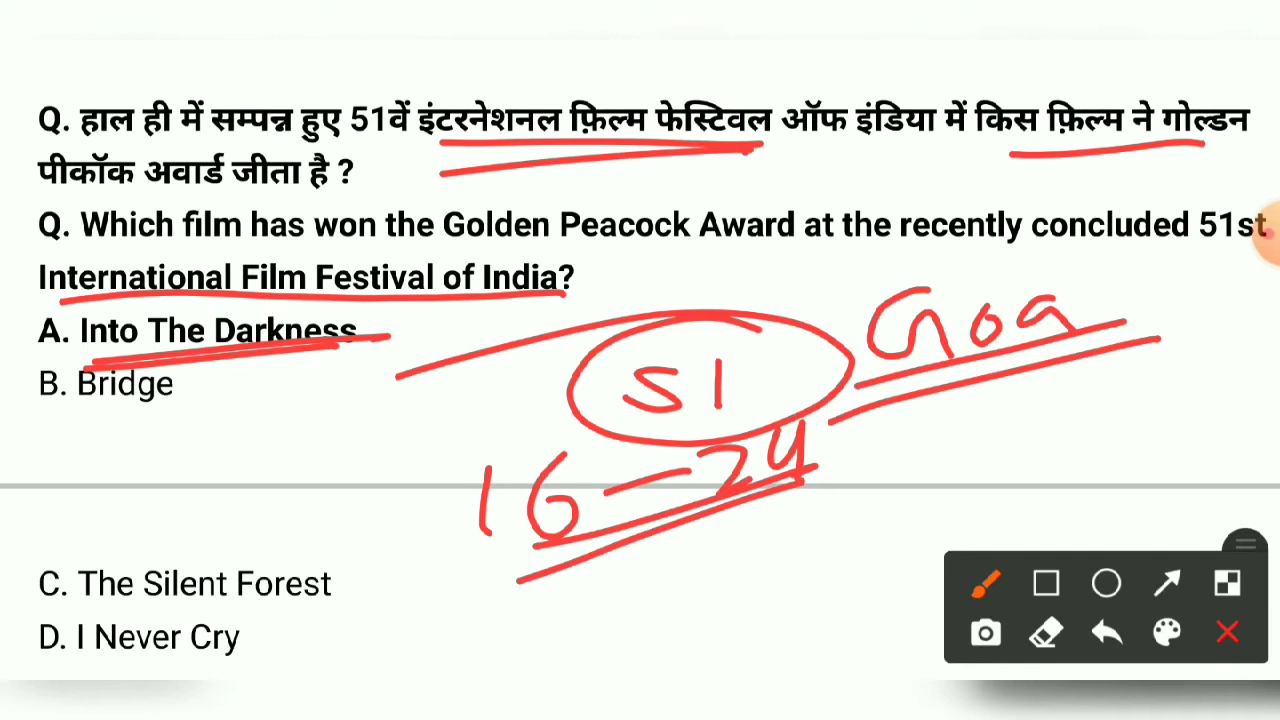 Q. हाल ही में सम्पन्न हुए 51वें इंटरनेशनल फ़िल्म फेस्टिवल ऑफ इंडिया में किस फ़िल्म ने गोल्डन
पीकॉक अवार्ड जीता है ?
Q. Which film has won the Golden Peacock Award at the recently concluded 51st
International Film Festival of India?
A. Into The Darkness
Goa
B. Bridge
51
16-24
C. The Silent Forest
D. I Never Cry